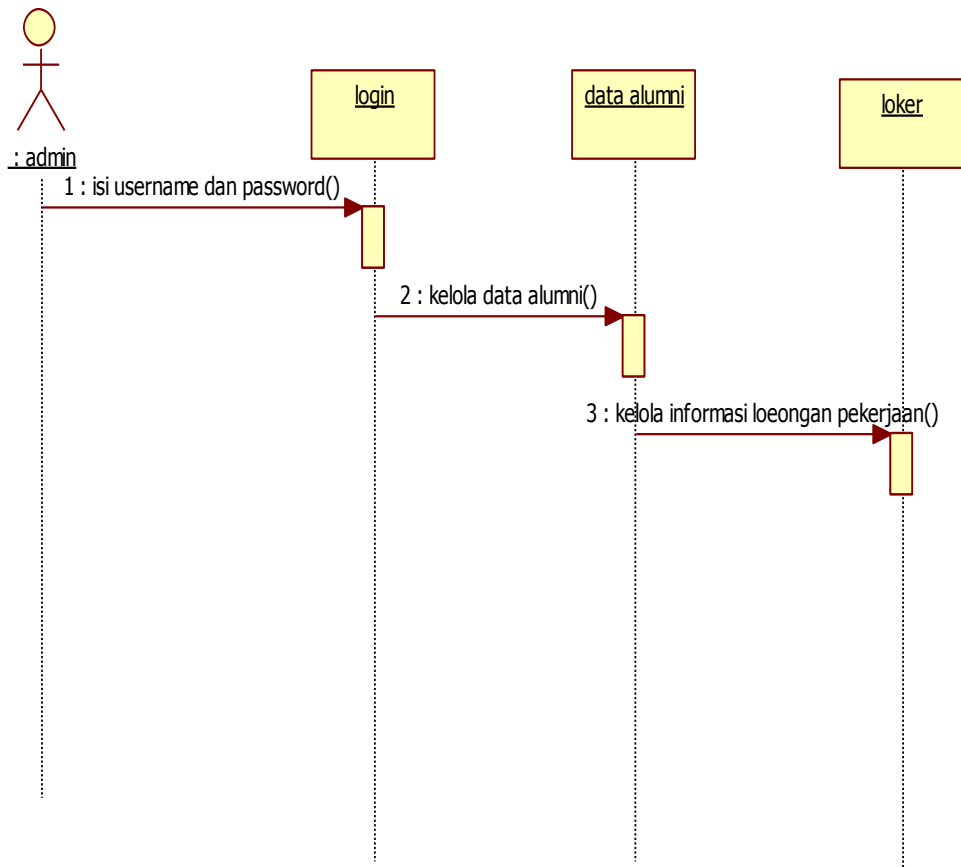 login
data alumni
loker
: admin
1 : isi username dan password()
2 : kelola data alumni()
3 : kelola informasi loeongan pekerjaan()